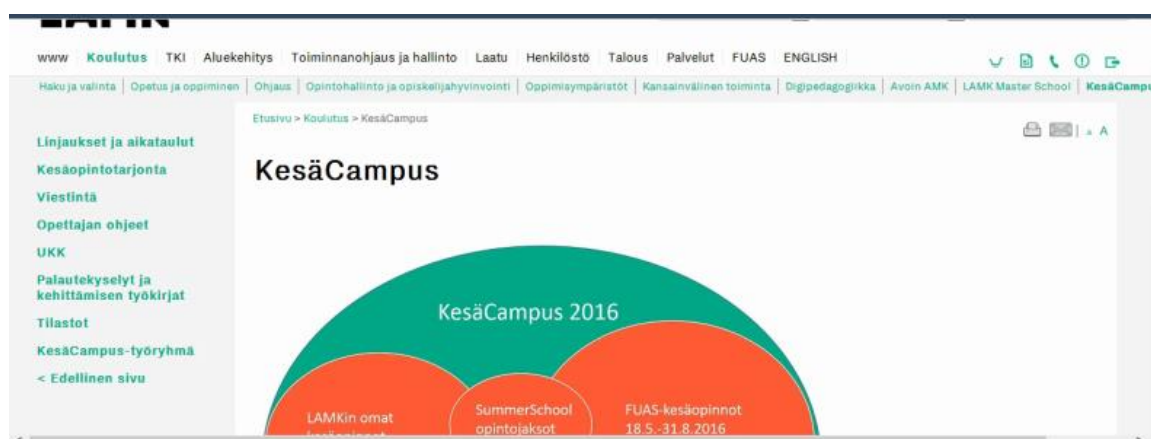 www Koulutus TKI Aluekehitys Toiminnanohjaus ja hallinto Laatu Henkilöstö Talous Palvelut FUAS ENGLISH
Haku ja valinta | Opetus ja oppiminen | Ohjaus | Opintohallinto ja opiskelijahyvinvointi | Oppimisympäristöt | Kansainvälinen toiminta | Digipedagogiikka | Avoin AMK | LAMK Master School | KesäCampu
Etusivu > Koulutus > KesäCampus
A A
KesäCampus
Linjaukset ja aikataulut
Kesäopintotarjonta
Viestintä
Opettajan ohjeet
UKK
Palautekyselyt ja
kehittämisen työkirjat
Tilastot
KesäCampus-työryhmä
< Edellinen sivu
KesäCampus 2016
LAMKin omat
SummerSchool
opintojaksot
FUAS-kesäopinnot
18.5.-31.8.2016